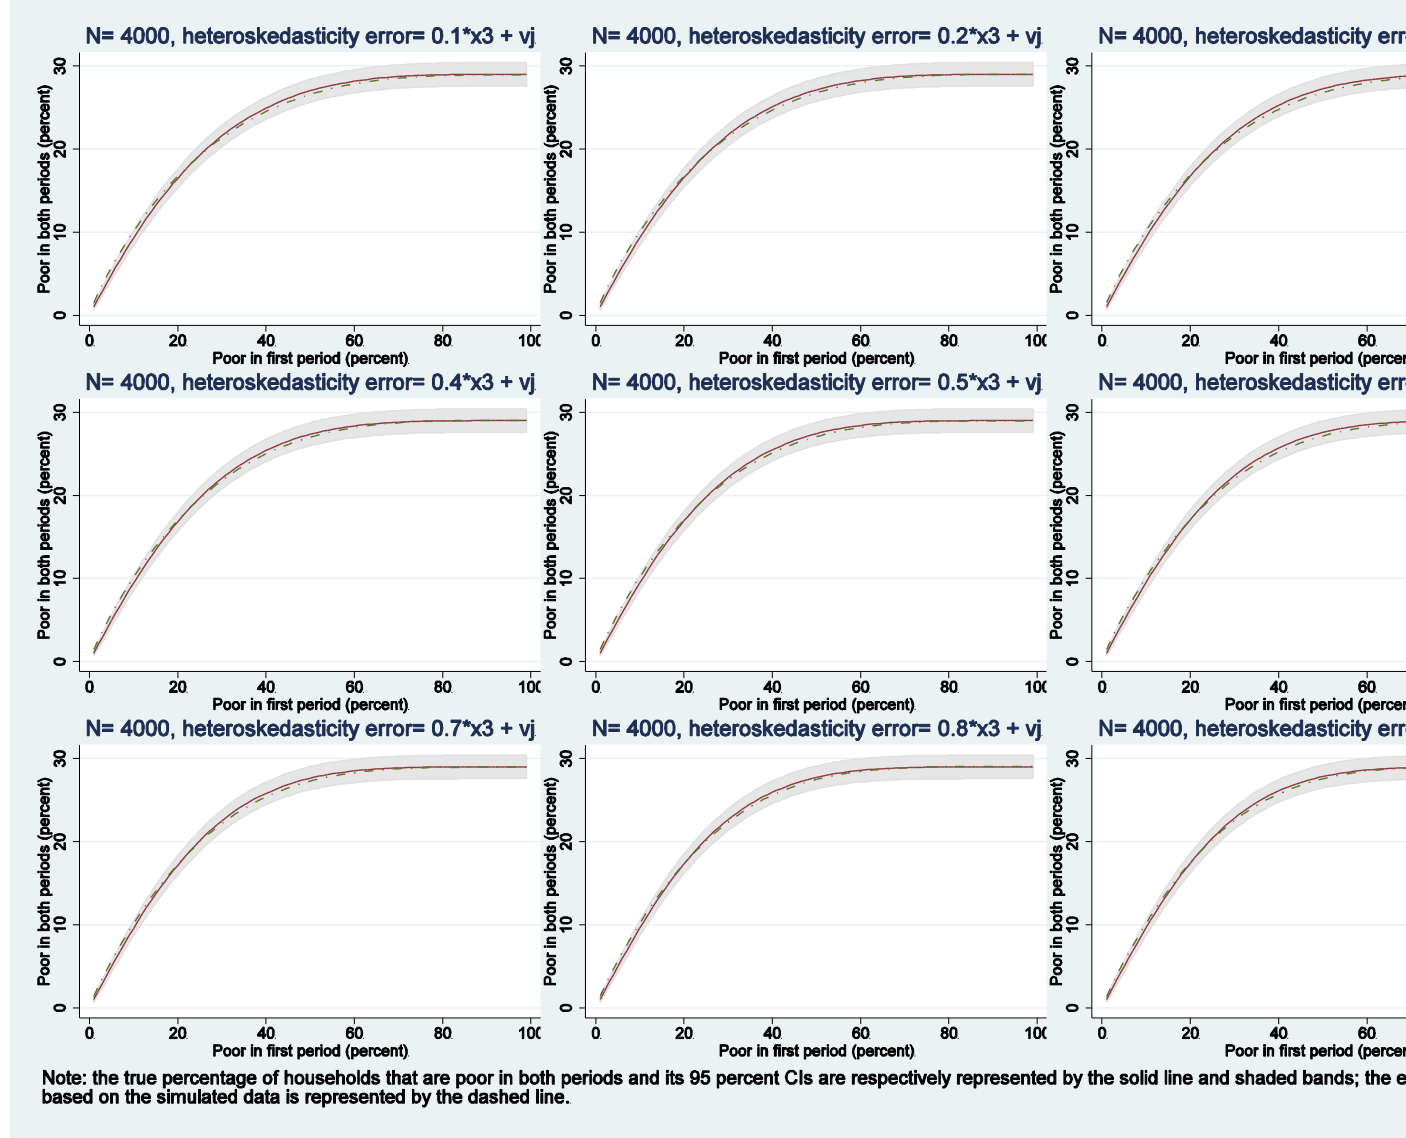 N= 4000, heteroskedasticity error= 0.1*x3 + vj
N= 4000, heteroskedasticity error= 0.2*x3 + vj
N= 4000, heteroskedasticity
Poor in both periods (percent)
0 10 20 30
0 20 40 60 80 100
Poor in first period (percent)
Poor in both periods (percent)
0 10 20 30
0 20 40 60 80 100
Poor in first period (percent)
Poor in both periods (percent)
0 10 20 30
0 20 40 60
Poor in first period
N= 4000, heteroskedasticity error= 0.4*x3 + vj
N= 4000, heteroskedasticity error= 0.5*x3 + vj
N= 4000, heteroskedasticity
Poor in both periods (percent)
0 10 20 30
0 20 40 60 80 100
Poor in first period (percent)
Poor in both periods (percent)
0 10 20 30
0 20 40 60 80 100
Poor in first period (percent)
Poor in both periods (percent)
0 10 20 30
0 20 40 60
Poor in first period
N= 4000, heteroskedasticity error= 0.7*x3 + vj
N= 4000, heteroskedasticity error= 0.8*x3 + vj
N= 4000, heteroskedasticity
Poor in both periods (percent)
0 10 20 30
0 20 40 60 80 100
Poor in first period (percent)
Poor in both periods (percent)
0 10 20 30
0 20 40 60 80 100
Poor in first period (percent)
Poor in both periods (percent)
0 10 20 30
0 20 40 60
Poor in first period
Note: the true percentage of households that are poor in both periods and its 95 percent CIs are respectively represented by the solid line and shaded bands; the
based on the simulated data is represented by the dashed line.